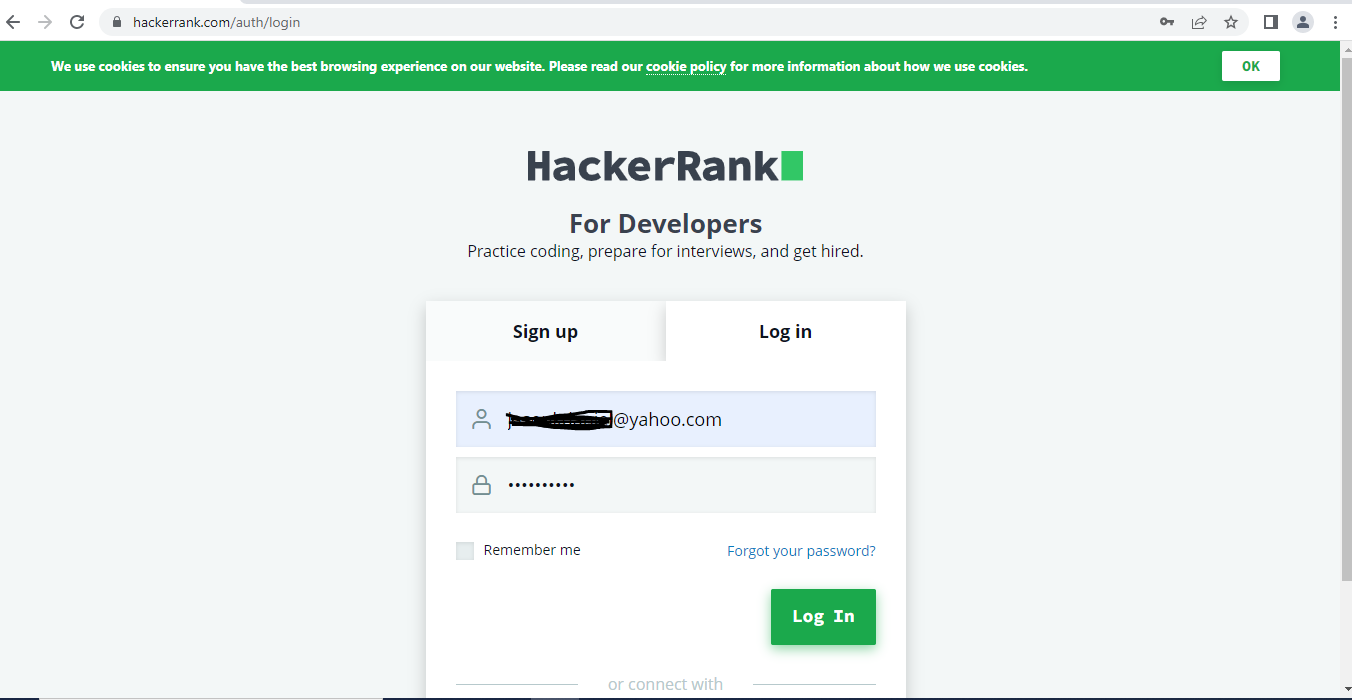 hackerrank.com/auth/login
We use cookies to ensure you have the best browsing experience on our website. Please read our cookie policy for more information about how we use cookies.
OK
HackerRank
For Developers
Practice coding, prepare for interviews, and get hired.
Sign up
Log in
@yahoo.com
••••••••••
Remember me
Forgot your password?
Log In
or connect with